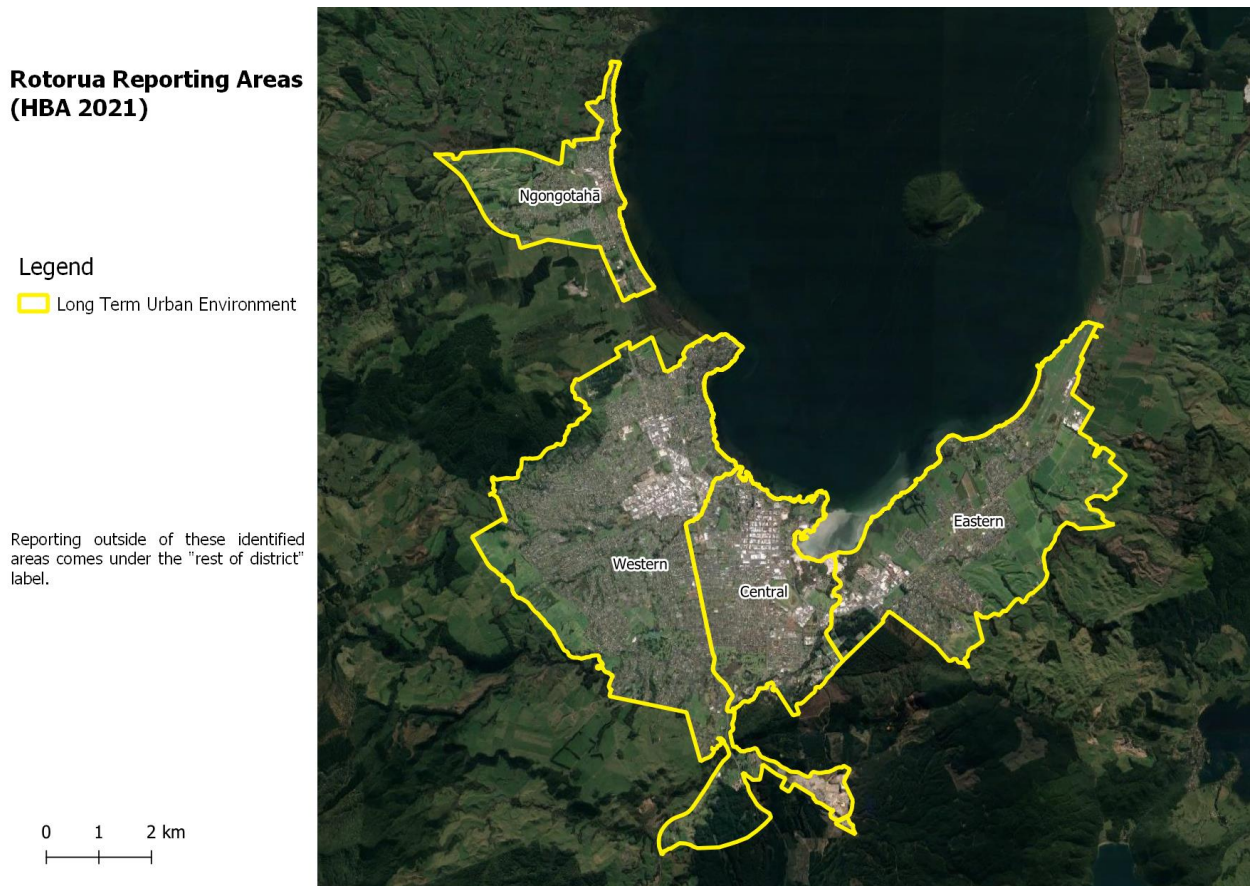 Rotorua Reporting Areas
(HBA 2021)
Legend
Long Term Urban Environment
Reporting outside of these identified
areas comes under the "rest of district"
label.
0 1 2 km
Ngongotahā
Western
Central
Eastern